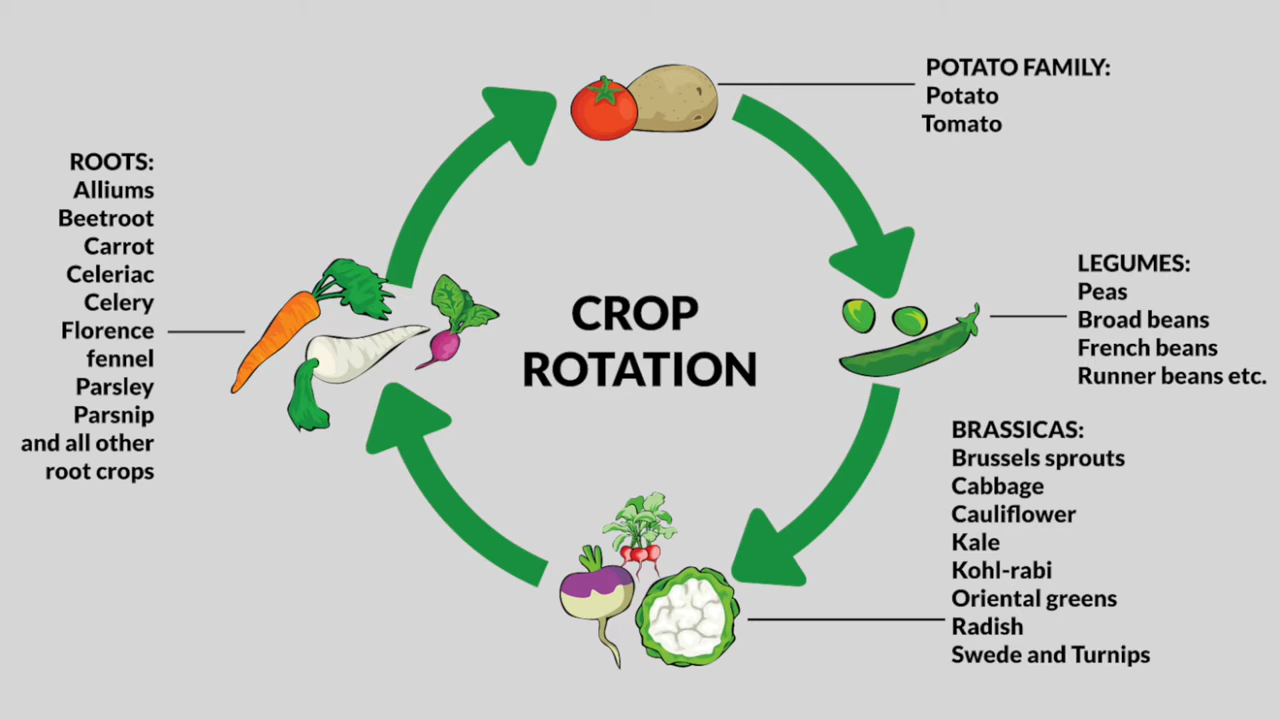 CROP
ROTATION
POTATO FAMILY:
Potato
Tomato
LEGUMES:
Peas
Broad beans
French beans
Runner beans etc.
BRASSICAS:
Brussels sprouts
Cabbage
Cauliflower
Kale
Kohl-rabi
Oriental greens
Radish
Swede and Turnips
ROOTS:
Alliums
Beetroot
Carrot
Celeriac
Celery
Florence
fennel
Parsley
Parsnip
and all other
root crops